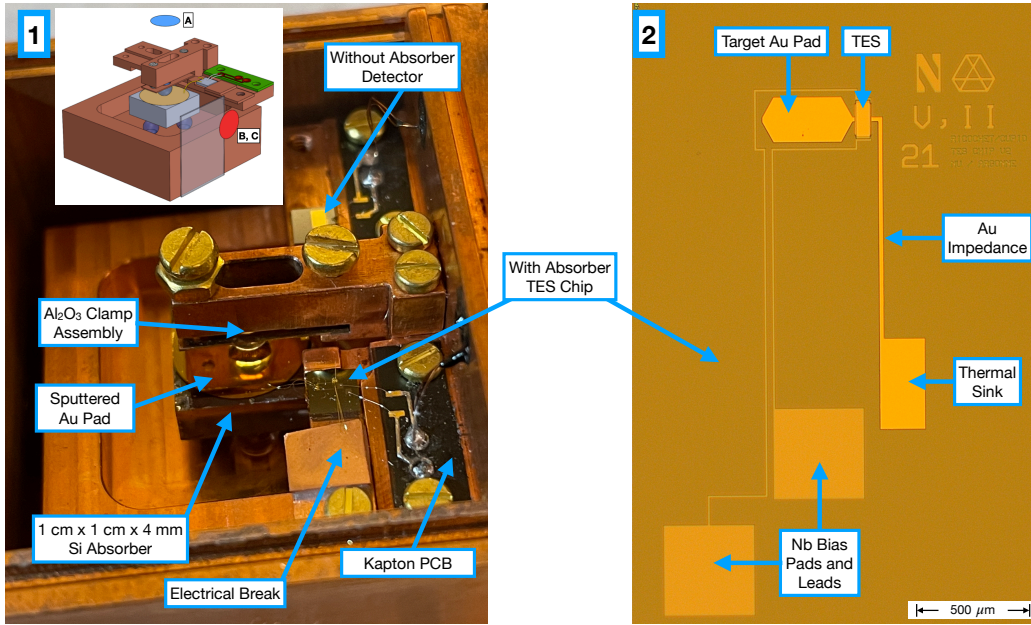 1
A
B, C
Without Absorber
Detector
With Absorber
TES Chip
Al₂O₃ Clamp
Assembly
Sputtered
Au Pad
1 cm x 1 cm x 4 mm
Si Absorber
Electrical Break
Kapton PCB
2
Target Au Pad
TES
N
V, II
21
Au
Impedance
Thermal
Sink
Nb Bias
Pads and
Leads
500 μm